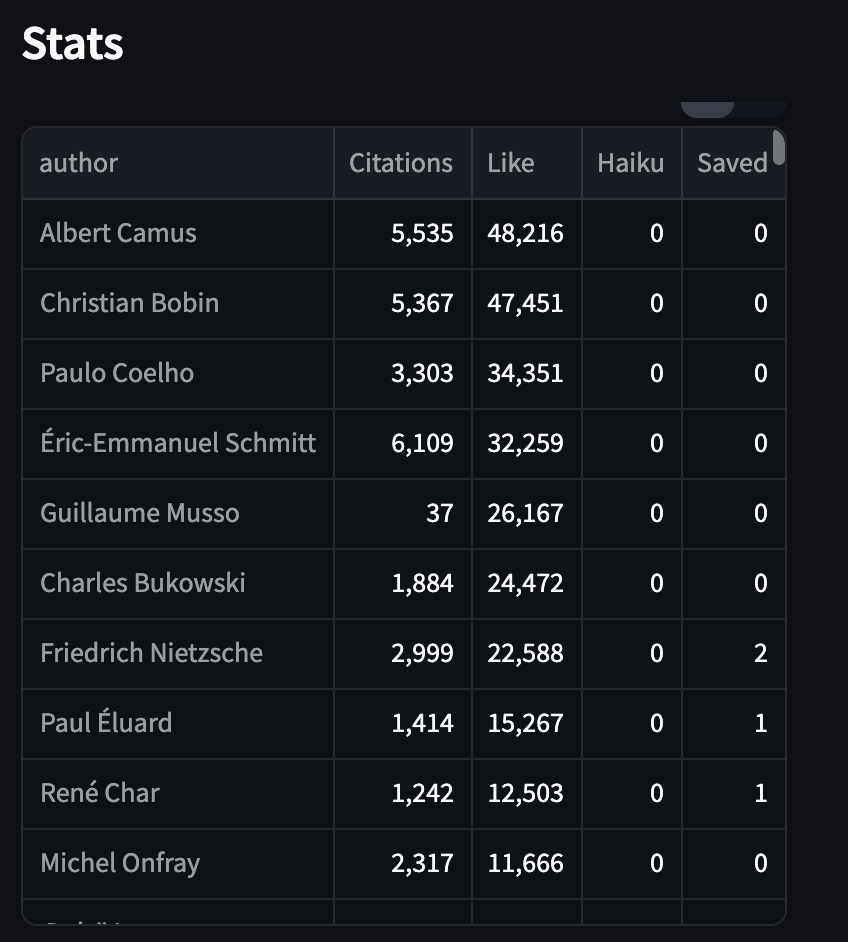 Stats
author Citations Like Haiku Saved
Albert Camus 5,535 48,216 0 0
Christian Bobin 5,367 47,451 0 0
Paulo Coelho 3,303 34,351 0 0
Éric-Emmanuel Schmitt 6,109 32,259 0 0
Guillaume Musso 37 26,167 0 0
Charles Bukowski 1,884 24,472 0 0
Friedrich Nietzsche 2,999 22,588 0 2
Paul Éluard 1,414 15,267 0 1
René Char 1,242 12,503 0 1
Michel Onfray 2,317 11,666 0 0